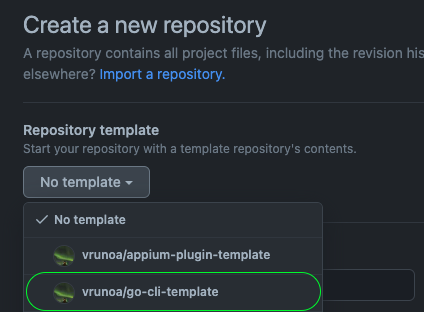 Create a new repository
A repository contains all project files, including the revision his
elsewhere? Import a repository.
Repository template
Start your repository with a template repository's contents.
No template
No template
vrunoa/appium-plugin-template
vrunoa/go-cli-template